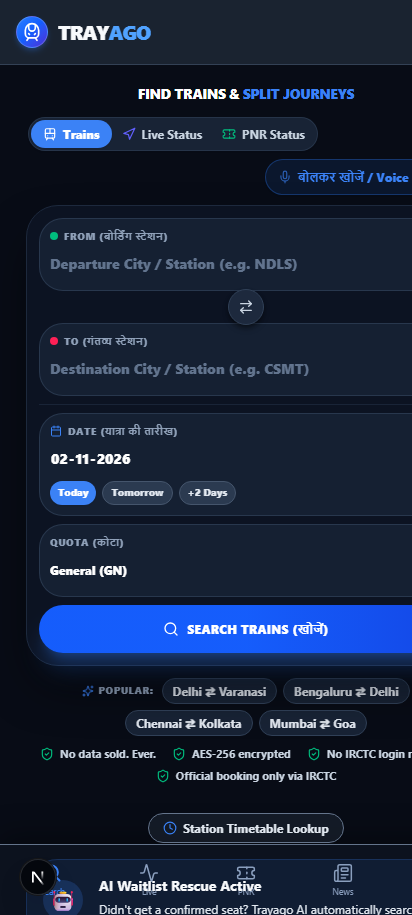 TRAYAGO
FIND TRAINS & SPLIT JOURNEYS
Trains Live Status PNR Status
बोलकर खोजें / Voice
FROM (बोर्डिंग स्टेशन)
Departure City / Station (e.g. NDLS)
TO (गंतव्य स्टेशन)
Destination City / Station (e.g. CSMT)
DATE (यात्रा की तारीख)
02-11-2026
Today Tomorrow +2 Days
QUOTA (कोटा)
General (GN)
SEARCH TRAINS (खोजें)
POPULAR: Delhi ⇄ Varanasi Bengaluru ⇄ Delhi
Chennai ⇄ Kolkata Mumbai ⇄ Goa
No data sold. Ever. AES-256 encrypted No IRCTC login
Official booking only via IRCTC
Station Timetable Lookup
N
Live PNR News
AI Waitlist Rescue Active
Didn't get a confirmed seat? Trayago AI automatically